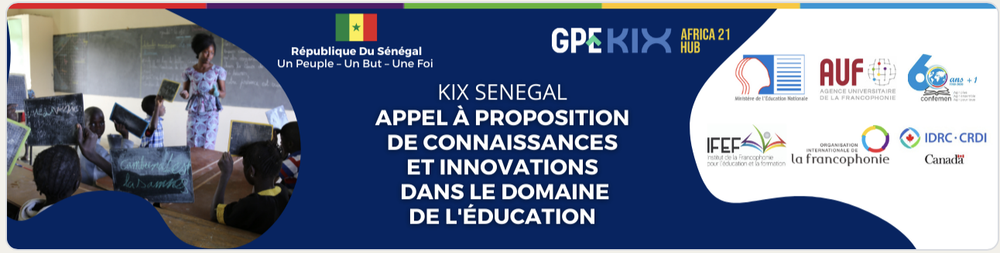 République Du Sénégal
Un Peuple – Un But – Une Foi
GPE KIX AFRICA 21
HUB
KIX SENEGAL
APPEL À PROPOSITION
DE CONNAISSANCES
ET INNOVATIONS
DANS LE DOMAINE
DE L'ÉDUCATION
Ministère de l'Education Nationale
AUF
AGENCE UNIVERSITAIRE
DE LA FRANCOPHONIE
60 ans + 1
confemen
IFEF
Institut de la Francophonie
pour l'éducation et la formation
ORGANISATION
INTERNATIONALE DE
la francophonie
IDRC · CRDI
Canada